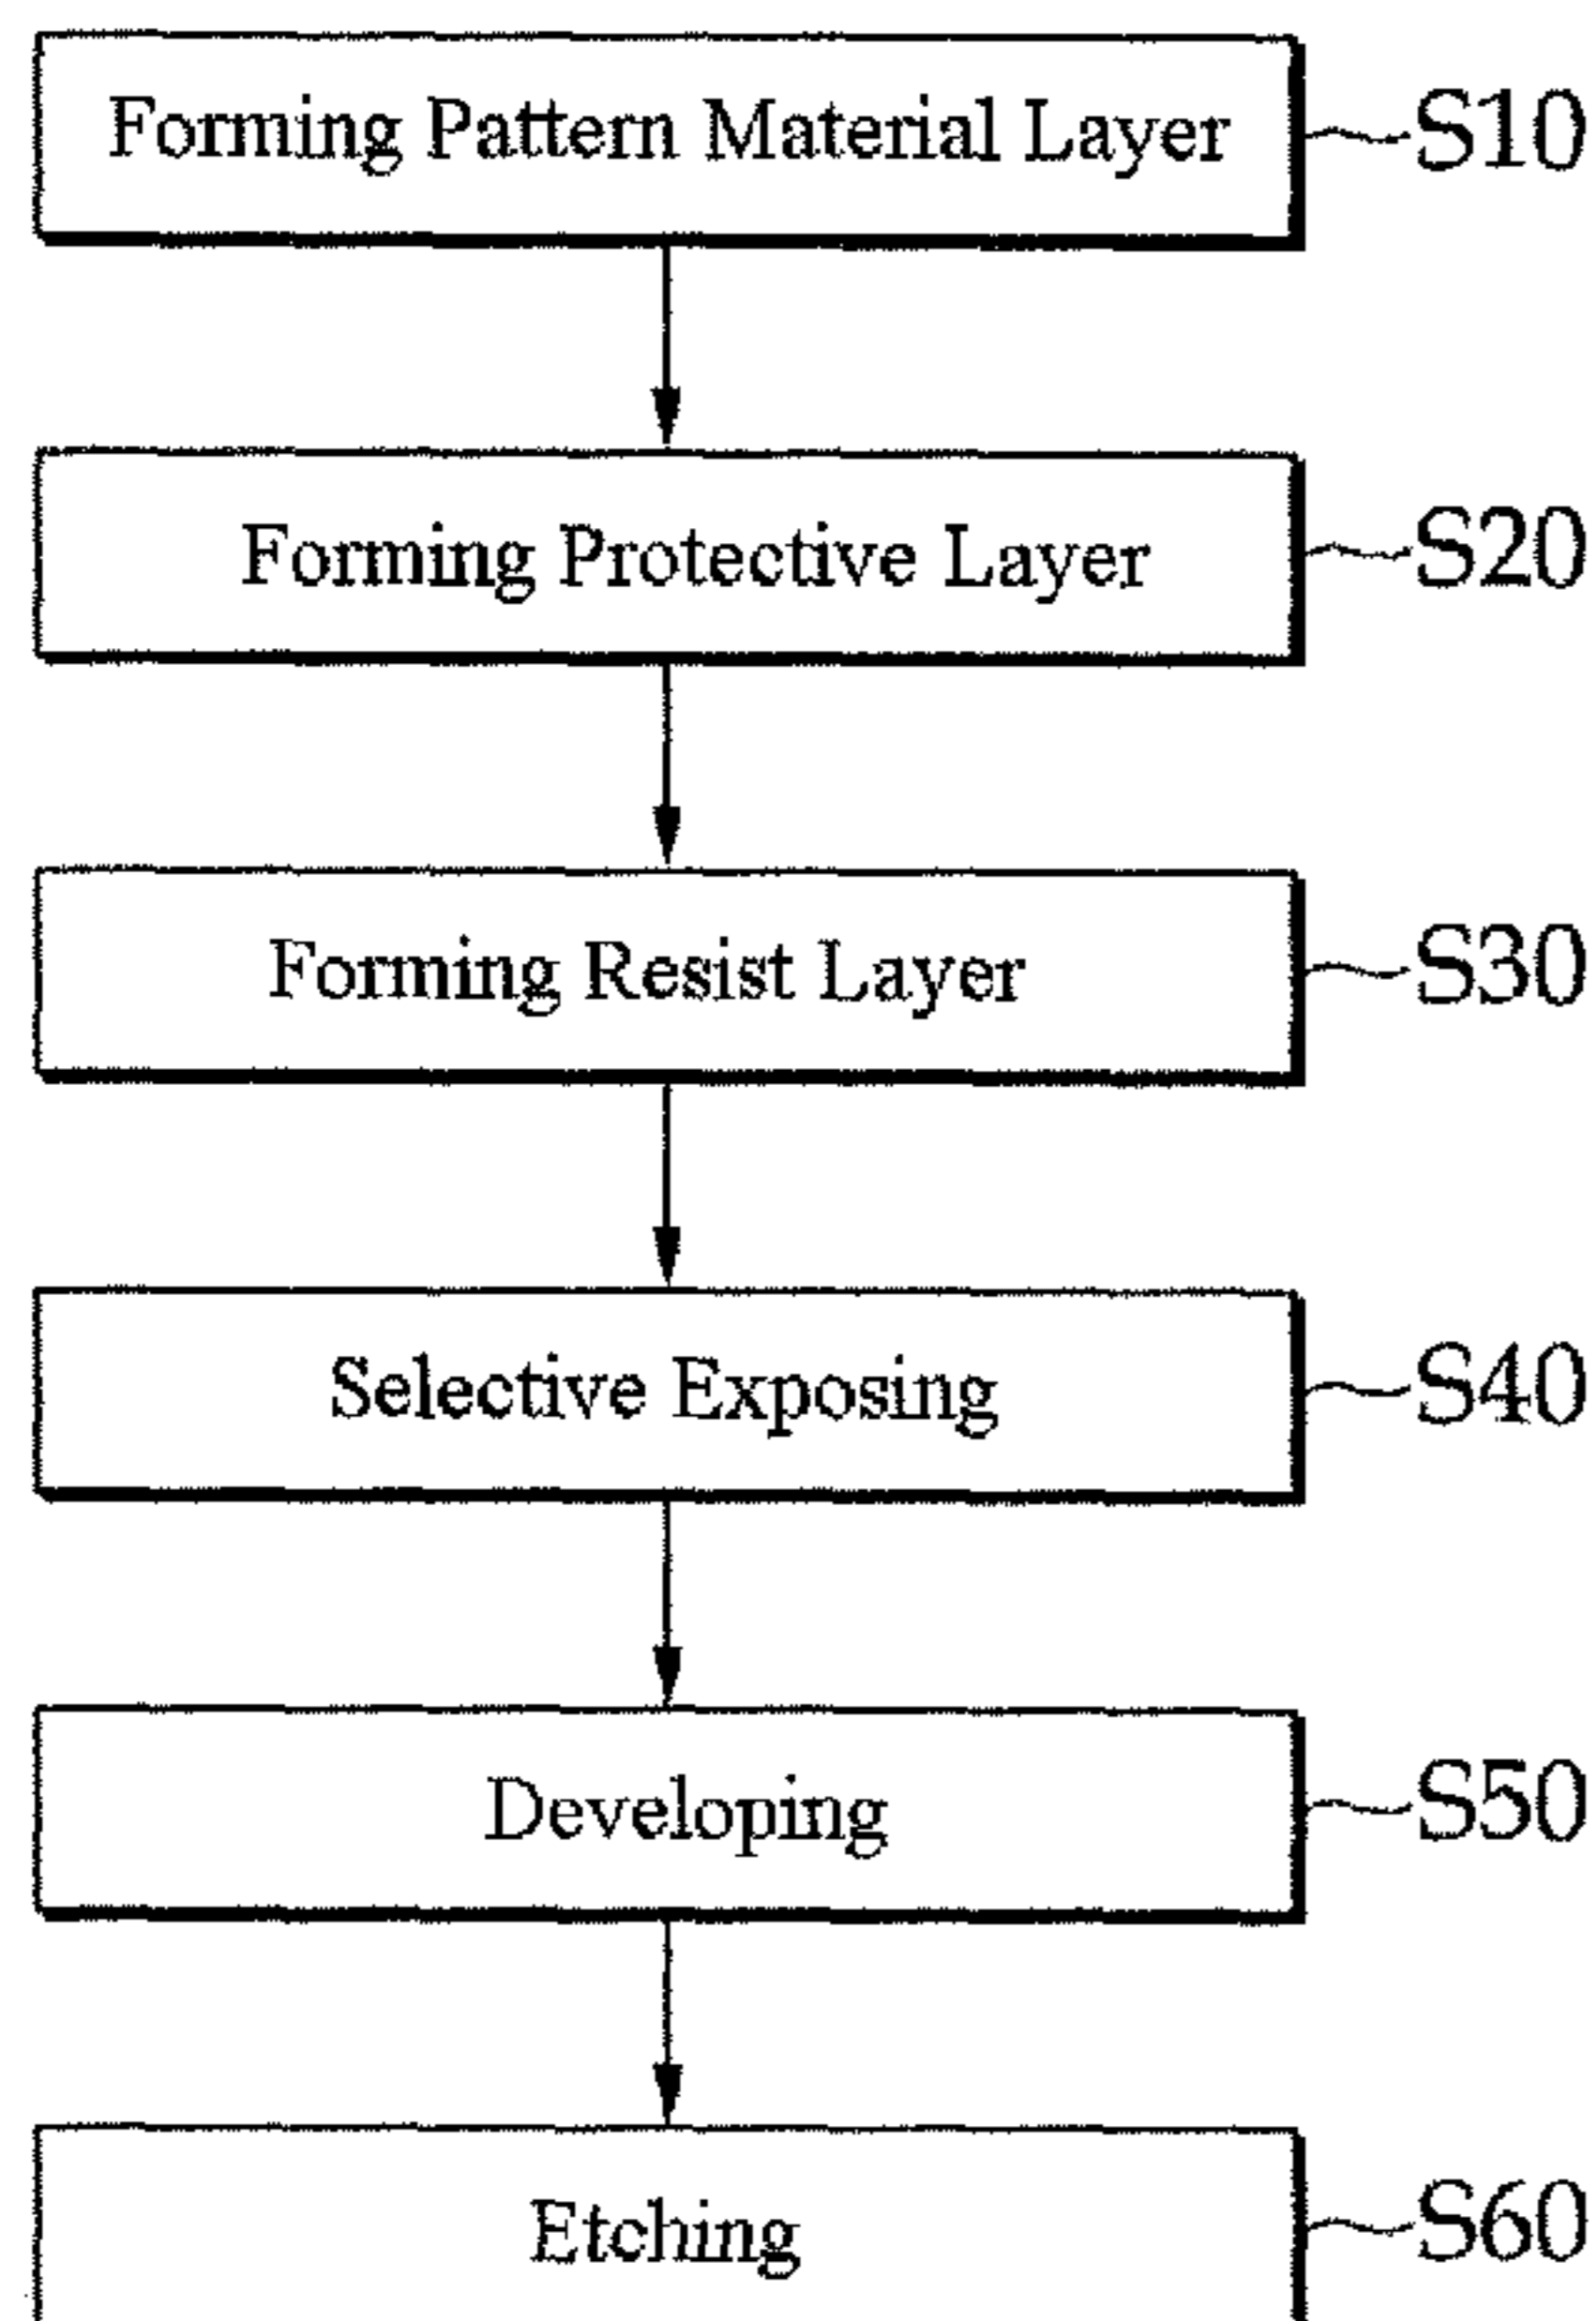 Forming Pattern Material Layer S10
Forming Protective Layer S20
Forming Resist Layer S30
Selective Exposing S40
Developing S50
Etching S60